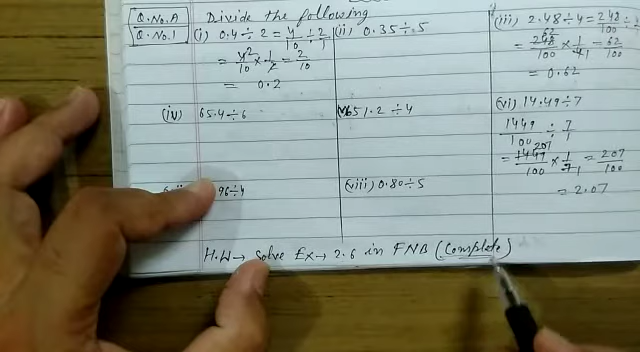 Q.No.A Divide the following
Q.No.1 (i) 0.4÷2 = 4/10 ÷ 2/1 (ii) 0.35÷5 (iii) 2.48÷4 = 248/100 ÷
= 4/10 × 1/2 = 2/10 = 248/100 × 1/4 = 62/100
= 0.2 = 0.62
(iv) 65.4÷6 (v) 651.2 ÷4 (vi) 14.49÷7
1449/100 ÷ 7/1
= 1449/100 × 1/7 = 207/100
96÷4 (viii) 0.80÷5 = 2.07
H.W→ Solve Ex→ 2.6 in FNB (Complete)